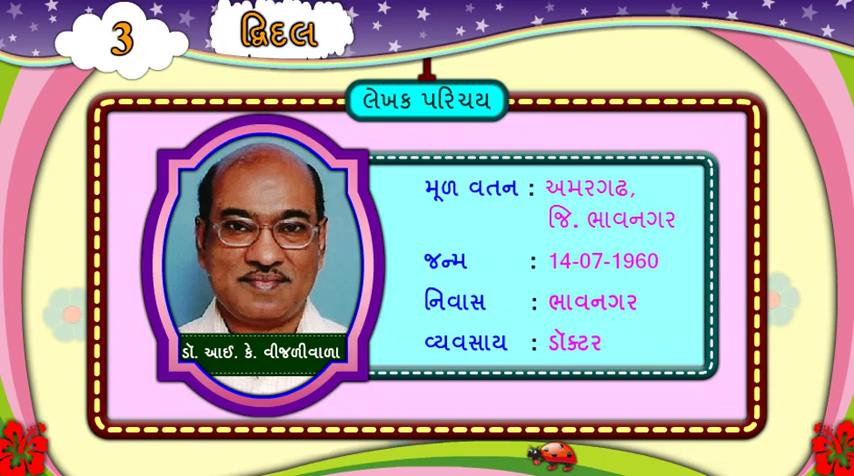 3
દ્વિદલ
લેખક પરિચય
મૂળ વતન : અમરગઢ,
જિ. ભાવનગર
જન્મ : 14-07-1960
નિવાસ : ભાવનગર
વ્યવસાય : ડૉક્ટર
ડૉ. આઈ. કે. વીજળીવાળા